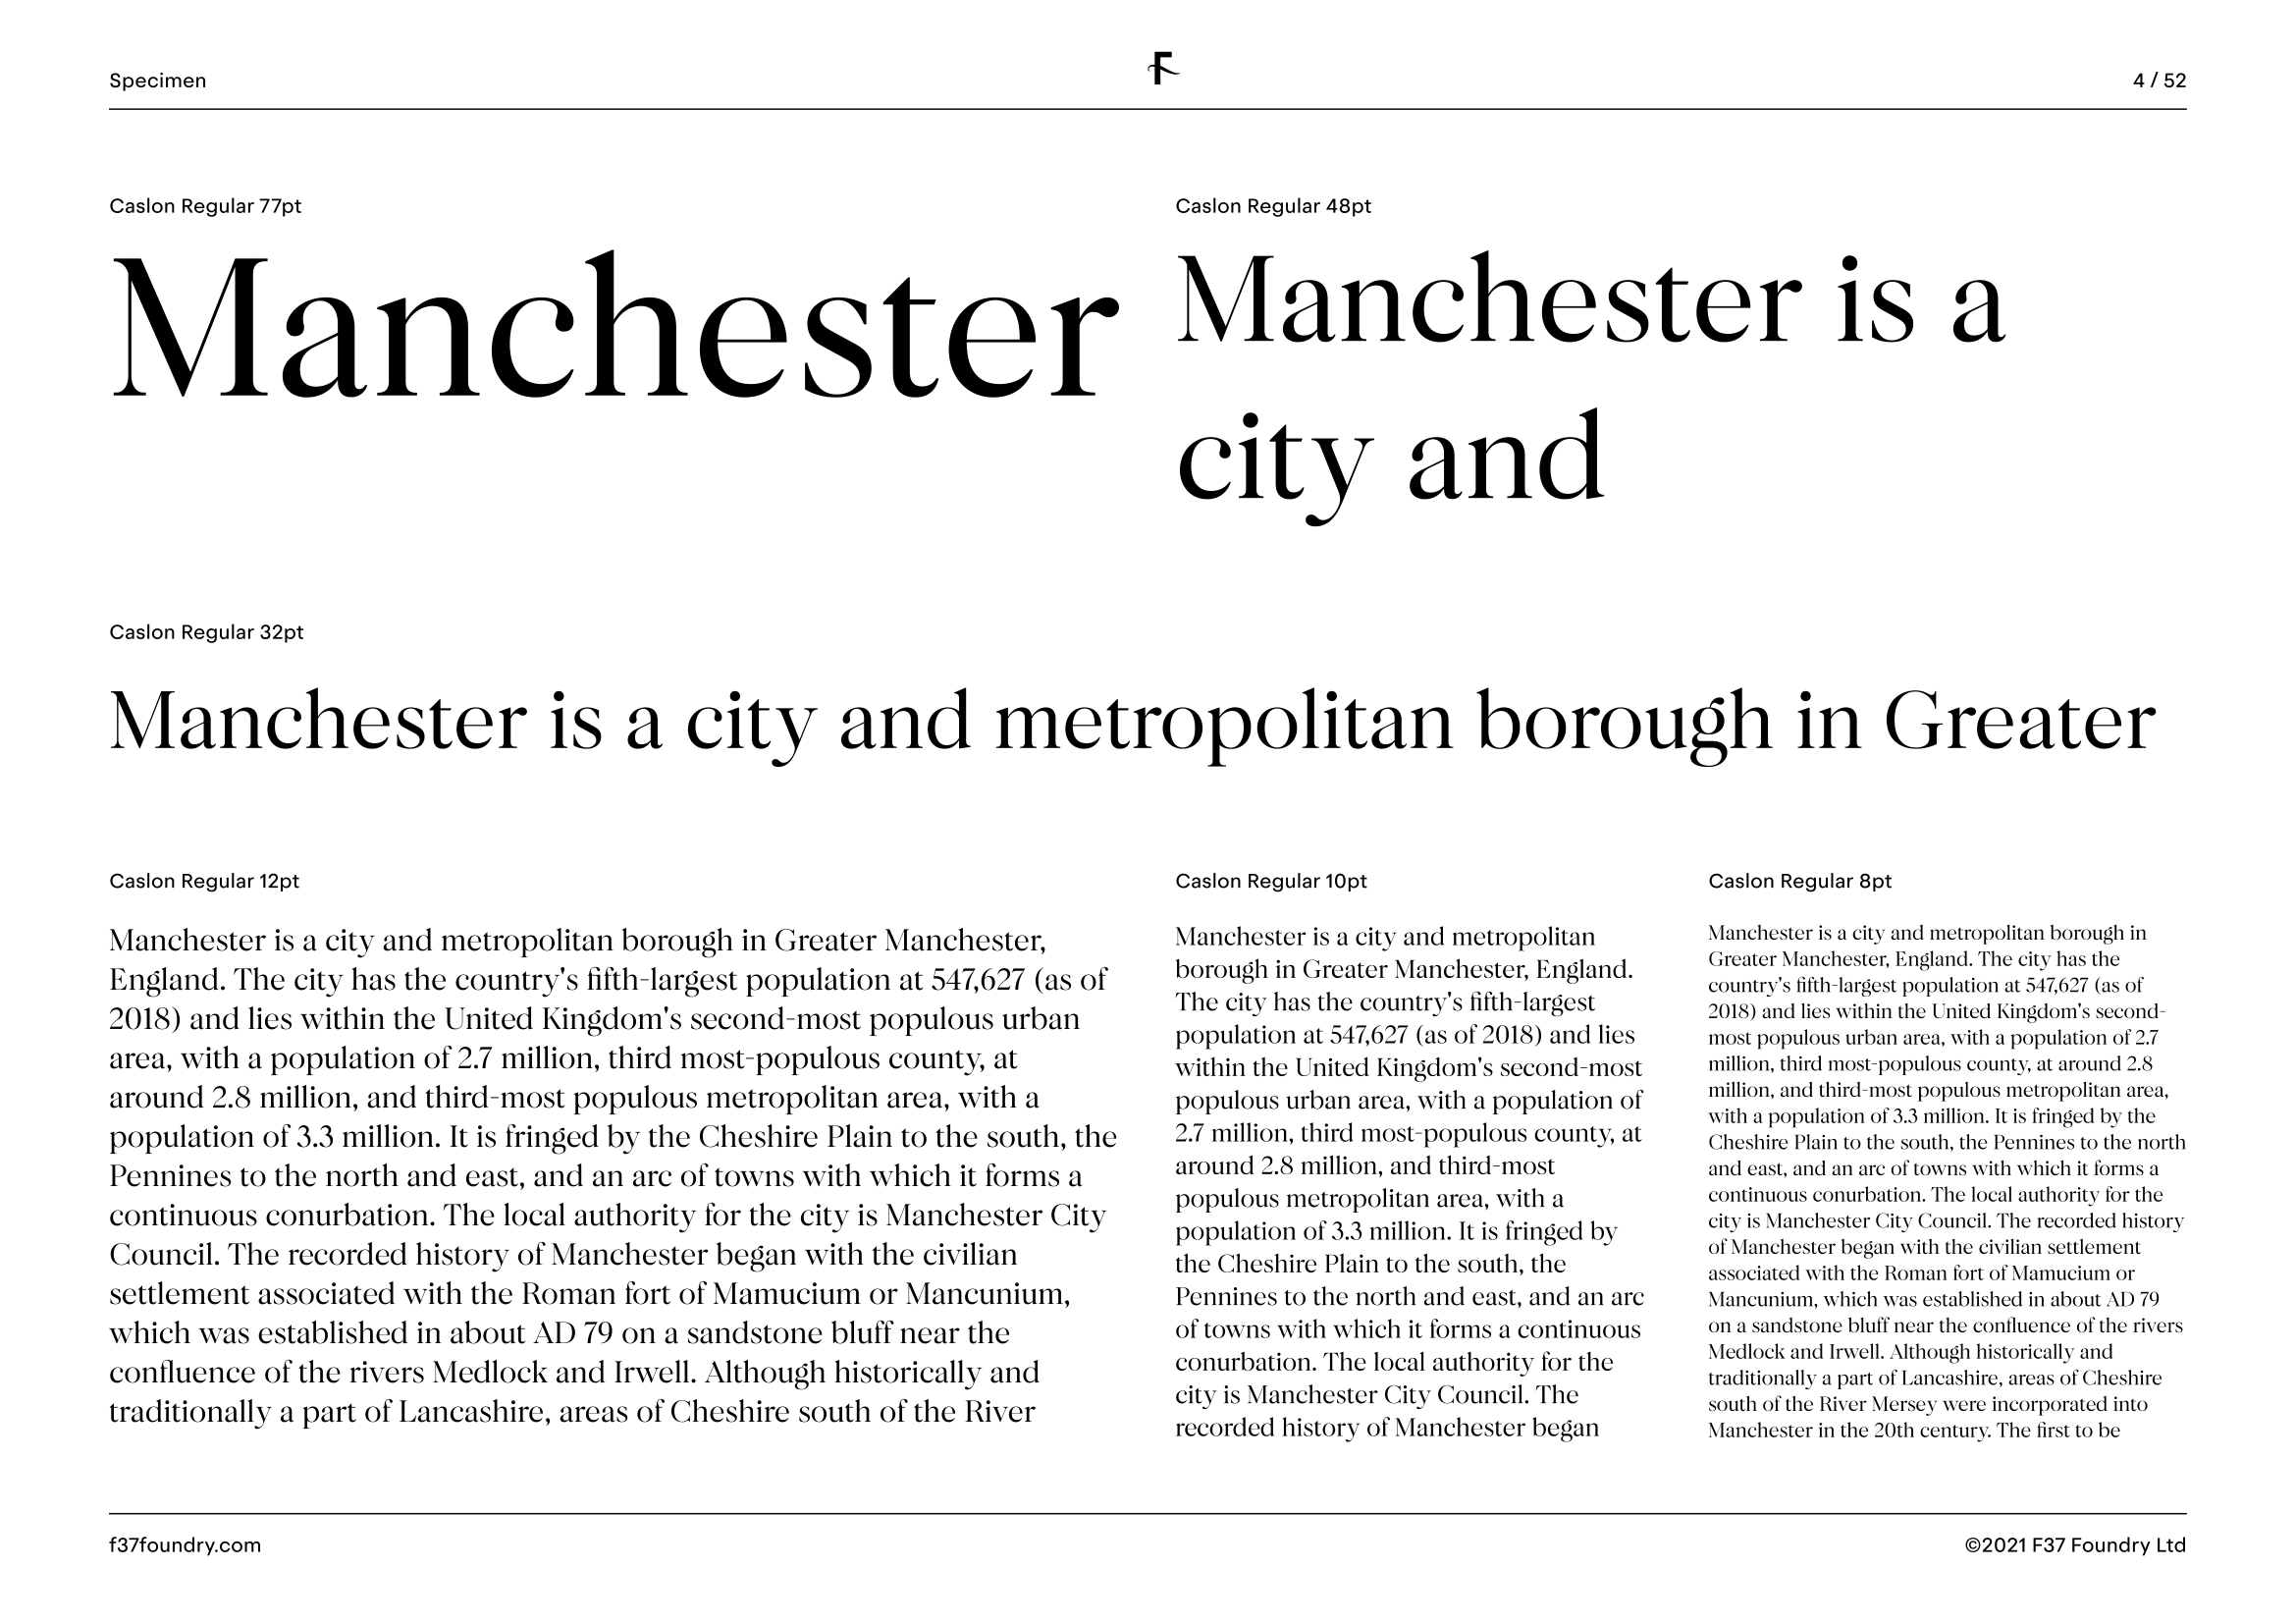 Specimen
F
4 / 52
Caslon Regular 77pt
Manchester
Caslon Regular 48pt
Manchester is a
city and
Caslon Regular 32pt
Manchester is a city and metropolitan borough in Greater
Caslon Regular 12pt
Manchester is a city and metropolitan borough in Greater Manchester,
England. The city has the country's fifth-largest population at 547,627 (as of
2018) and lies within the United Kingdom's second-most populous urban
area, with a population of 2.7 million, third most-populous county, at
around 2.8 million, and third-most populous metropolitan area, with a
population of 3.3 million. It is fringed by the Cheshire Plain to the south, the
Pennines to the north and east, and an arc of towns with which it forms a
continuous conurbation. The local authority for the city is Manchester City
Council. The recorded history of Manchester began with the civilian
settlement associated with the Roman fort of Mamucium or Mancunium,
which was established in about AD 79 on a sandstone bluff near the
confluence of the rivers Medlock and Irwell. Although historically and
traditionally a part of Lancashire, areas of Cheshire south of the River
Caslon Regular 10pt
Manchester is a city and metropolitan
borough in Greater Manchester, England.
The city has the country's fifth-largest
population at 547,627 (as of 2018) and lies
within the United Kingdom's second-most
populous urban area, with a population of
2.7 million, third most-populous county, at
around 2.8 million, and third-most
populous metropolitan area, with a
population of 3.3 million. It is fringed by
the Cheshire Plain to the south, the
Pennines to the north and east, and an arc
of towns with which it forms a continuous
conurbation. The local authority for the
city is Manchester City Council. The
recorded history of Manchester began
Caslon Regular 8pt
Manchester is a city and metropolitan borough in
Greater Manchester, England. The city has the
country's fifth-largest population at 547,627 (as of
2018) and lies within the United Kingdom's second-
most populous urban area, with a population of 2.7
million, third most-populous county, at around 2.8
million, and third-most populous metropolitan area,
with a population of 3.3 million. It is fringed by the
Cheshire Plain to the south, the Pennines to the north
and east, and an arc of towns with which it forms a
continuous conurbation. The local authority for the
city is Manchester City Council. The recorded history
of Manchester began with the civilian settlement
associated with the Roman fort of Mamucium or
Mancunium, which was established in about AD 79
on a sandstone bluff near the confluence of the rivers
Medlock and Irwell. Although historically and
traditionally a part of Lancashire, areas of Cheshire
south of the River Mersey were incorporated into
Manchester in the 20th century. The first to be
f37foundry.com
©2021 F37 Foundry Ltd